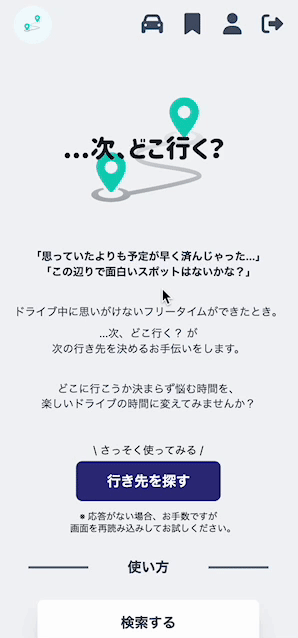 ...次、どこ行く?
「思っていたよりも予定が早く済んじゃった...」
「この辺りで面白いスポットはないかな？」
ドライブ中に思いがけないフリータイムができたとき。
...次、どこ行く？ が
次の行き先を決めるお手伝いをします。
どこに行こうか決まらず悩む時間を、
楽しいドライブの時間に変えてみませんか？
\ さっそく使ってみる /
行き先を探す
※ 応答がない場合、お手数ですが
画面を再読み込みしてお試しください。
使い方
検索する